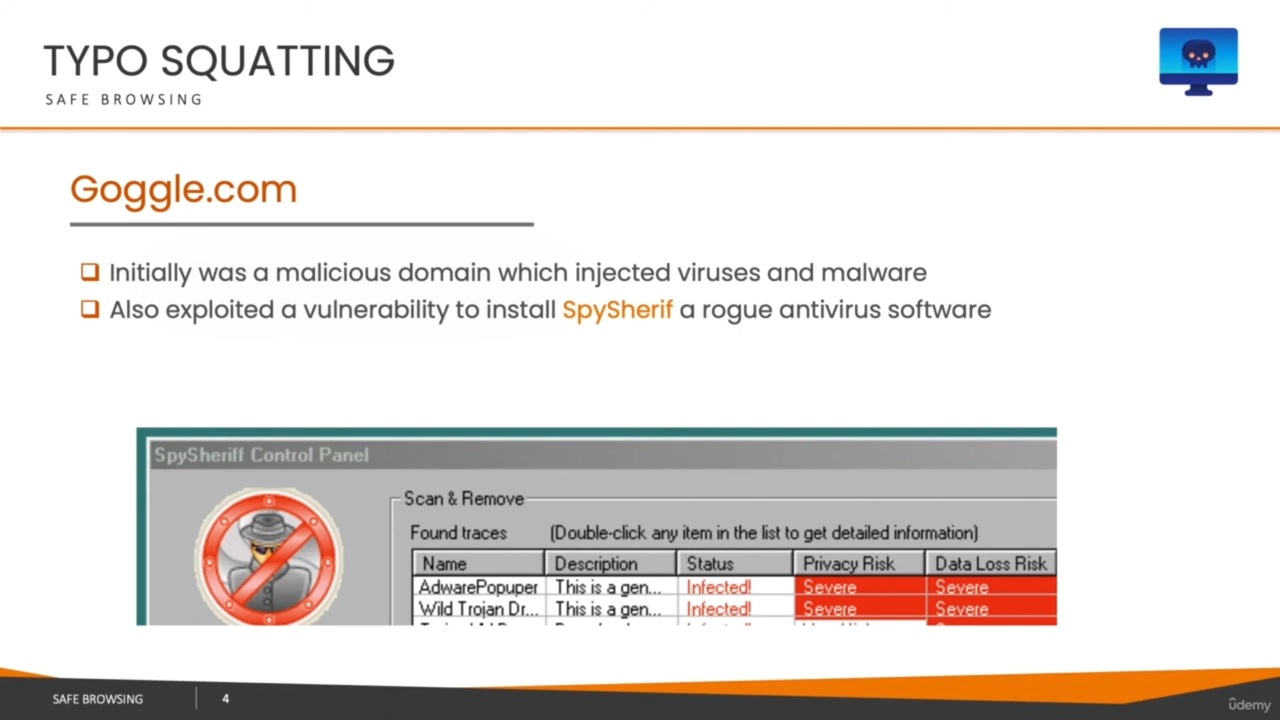 TYPO SQUATTING
SAFE BROWSING
Goggle.com
Initially was a malicious domain which injected viruses and malware
Also exploited a vulnerability to install SpySherif a rogue antivirus software
SpySheriff Control Panel
Scan & Remove
Found traces (Double-click any item in the list to get detailed information)
Name Description Status Privacy Risk Data Loss Risk
AdwarePopuper This is a gen... Infected! Severe Severe
Wild Trojan Dr... This is a gen... Infected! Severe Severe
SAFE BROWSING 4
ûdemy